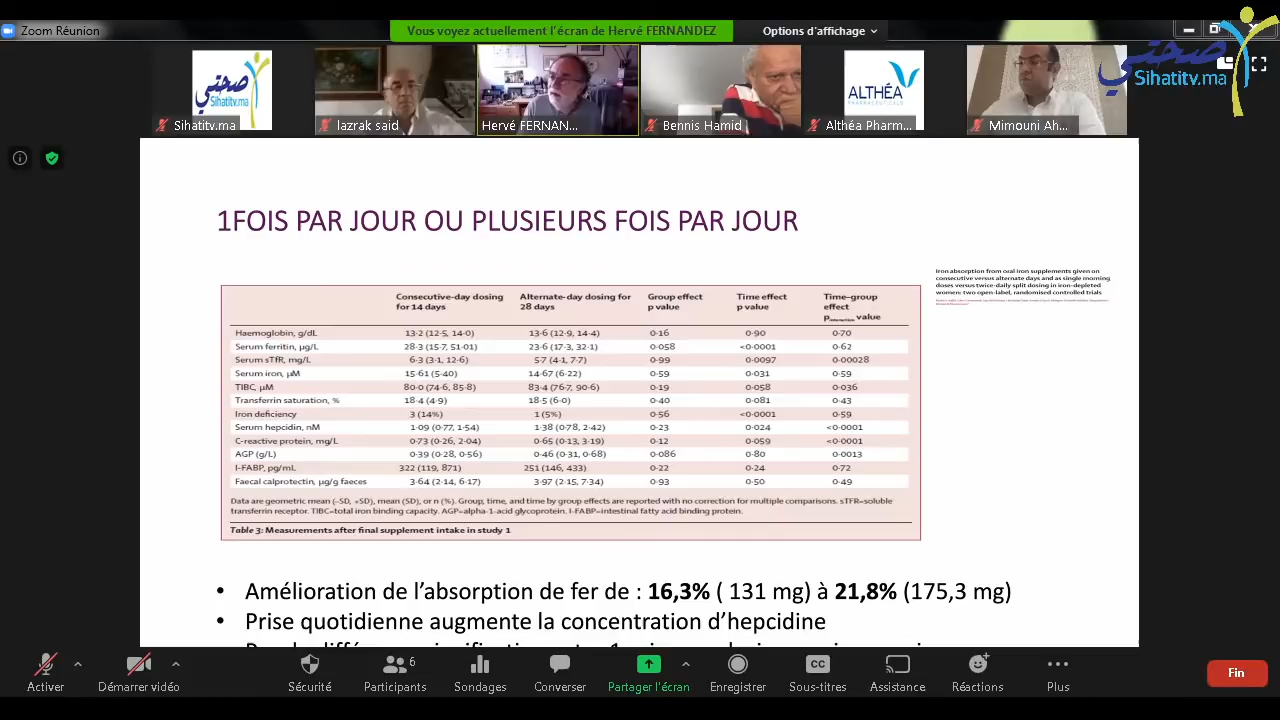 Zoom Réunion
Vous voyez actuellement l'écran de Hervé FERNANDEZ
Options d'affichage
صحتي
Sihatitv.ma
صحتي
Sihatitv.ma
ALTHÉA
PHARMACEUTICALS
Sihatitv.ma
lazrak said
Hervé FERNAN...
Bennis Hamid
Althéa Pharm...
Mimouni Ah...
1FOIS PAR JOUR OU PLUSIEURS FOIS PAR JOUR
Iron absorption from oral iron supplements given on
consecutive versus alternate days and as single morning
doses versus twice-daily split dosing in iron-depleted
women: two open-label, randomised controlled trials
Consecutive-day dosing for 14 days Alternate-day dosing for 28 days Group effect p value Time effect p value Time–group effect p interaction value
Haemoglobin, g/dL 13·2 (12·5, 14·0) 13·6 (12·9, 14·4) 0·16 0·90 0·70
Serum ferritin, µg/L 28·3 (15·7, 51·01) 23·6 (17·3, 32·1) 0·058 <0·0001 0·62
Serum sTfR, mg/L 6·3 (3·1, 12·6) 5·7 (4·1, 7·7) 0·99 0·0097 0·00028
Serum iron, µM 15·61 (5·40) 14·67 (6·22) 0·59 0·031 0·59
TIBC, µM 80·0 (74·6, 85·8) 83·4 (76·7, 90·6) 0·19 0·058 0·036
Transferrin saturation, % 18·4 (4·9) 18·5 (6·0) 0·40 0·081 0·43
Iron deficiency 3 (14%) 1 (5%) 0·56 <0·0001 0·59
Serum hepcidin, nM 1·09 (0·77, 1·54) 1·38 (0·78, 2·42) 0·23 0·024 <0·0001
C-reactive protein, mg/L 0·73 (0·26, 2·04) 0·65 (0·13, 3·19) 0·12 0·059 <0·0001
AGP (g/L) 0·39 (0·28, 0·56) 0·46 (0·31, 0·68) 0·086 0·80 0·0013
I-FABP, pg/mL 322 (119, 871) 251 (146, 433) 0·22 0·24 0·72
Faecal calprotectin, µg/g faeces 3·64 (2·14, 6·17) 3·97 (2·15, 7·34) 0·93 0·50 0·49
Data are geometric mean (–SD, +SD), mean (SD), or n (%). Group, time, and time by group effects are reported with no correction for multiple comparisons. sTFR=soluble
transferrin receptor. TIBC=total iron binding capacity. AGP=alpha-1-acid glycoprotein. I-FABP=intestinal fatty acid binding protein.
Table 3: Measurements after final supplement intake in study 1
• Amélioration de l'absorption de fer de : 16,3% ( 131 mg) à 21,8% (175,3 mg)
• Prise quotidienne augmente la concentration d'hepcidine
6
Activer
Démarrer vidéo
Sécurité
Participants
Sondages
Converser
Partager l'écran
Enregistrer
CC
Sous-titres
Assistance
Réactions
Plus
Fin